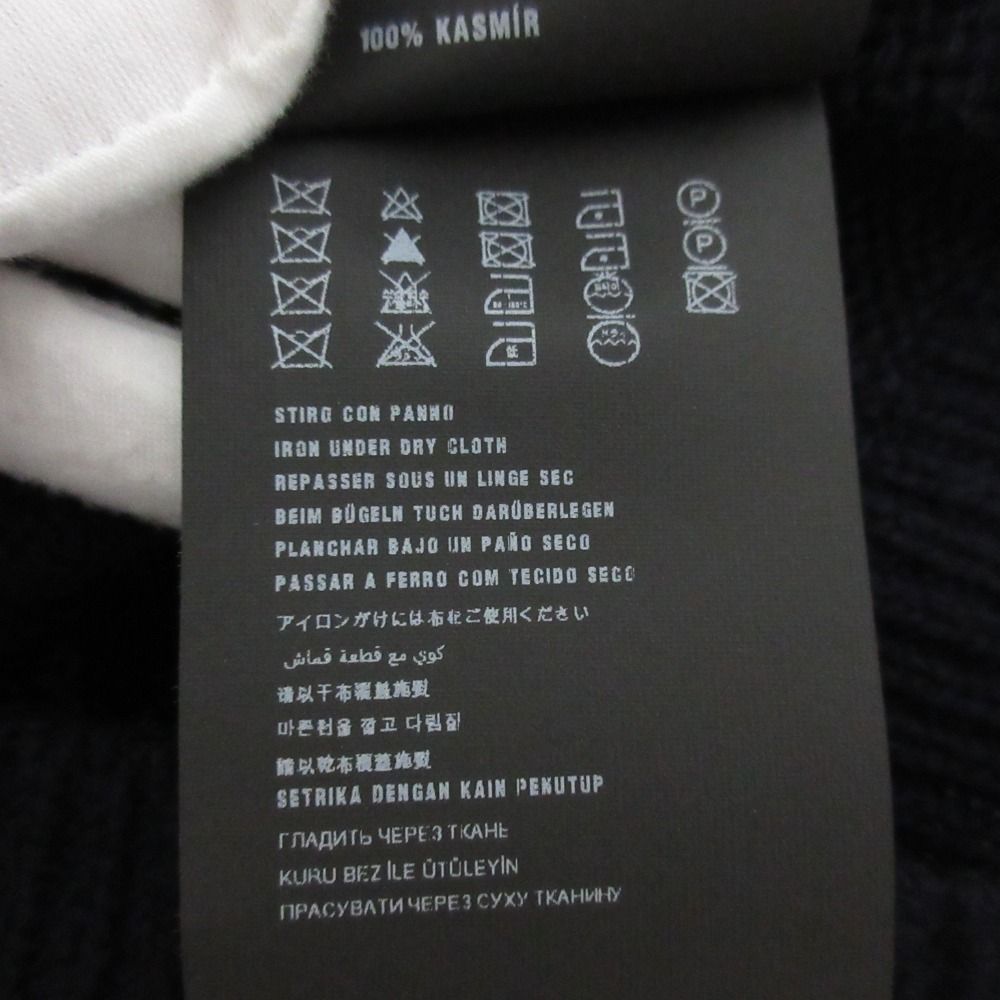 100% KASMİR
P
P
低
STIRO CON PANNO
IRON UNDER DRY CLOTH
REPASSER SOUS UN LINGE SEC
BEIM BÜGELN TUCH DARÜBERLEGEN
PLANCHAR BAJO UN PAÑO SECO
PASSAR A FERRO COM TECIDO SECO
アイロンがけには布をご使用ください
كوي مع قطعة قماش
请以干布覆盖施熨
마른천을 깔고 다림질
請以乾布覆蓋施熨
SETRIKA DENGAN KAIN PENUTUP
ГЛАДИТЬ ЧЕРЕЗ ТКАНЬ
KURU BEZ İLE ÜTÜLEYİN
ПРАСУВАТИ ЧЕРЕЗ СУХУ ТКАНИНУ